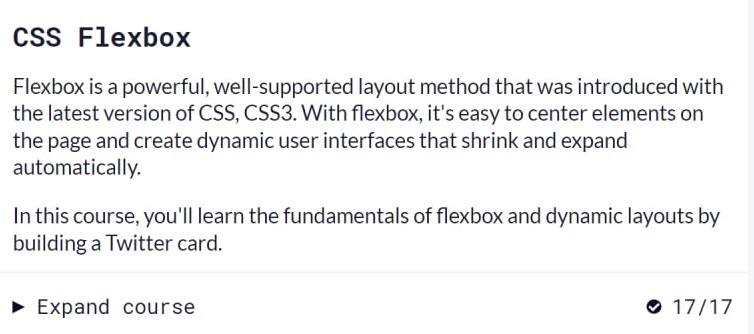 CSS Flexbox
Flexbox is a powerful, well-supported layout method that was introduced with
the latest version of CSS, CSS3. With flexbox, it's easy to center elements on
the page and create dynamic user interfaces that shrink and expand
automatically.
In this course, you'll learn the fundamentals of flexbox and dynamic layouts by
building a Twitter card.
Expand course
17/17